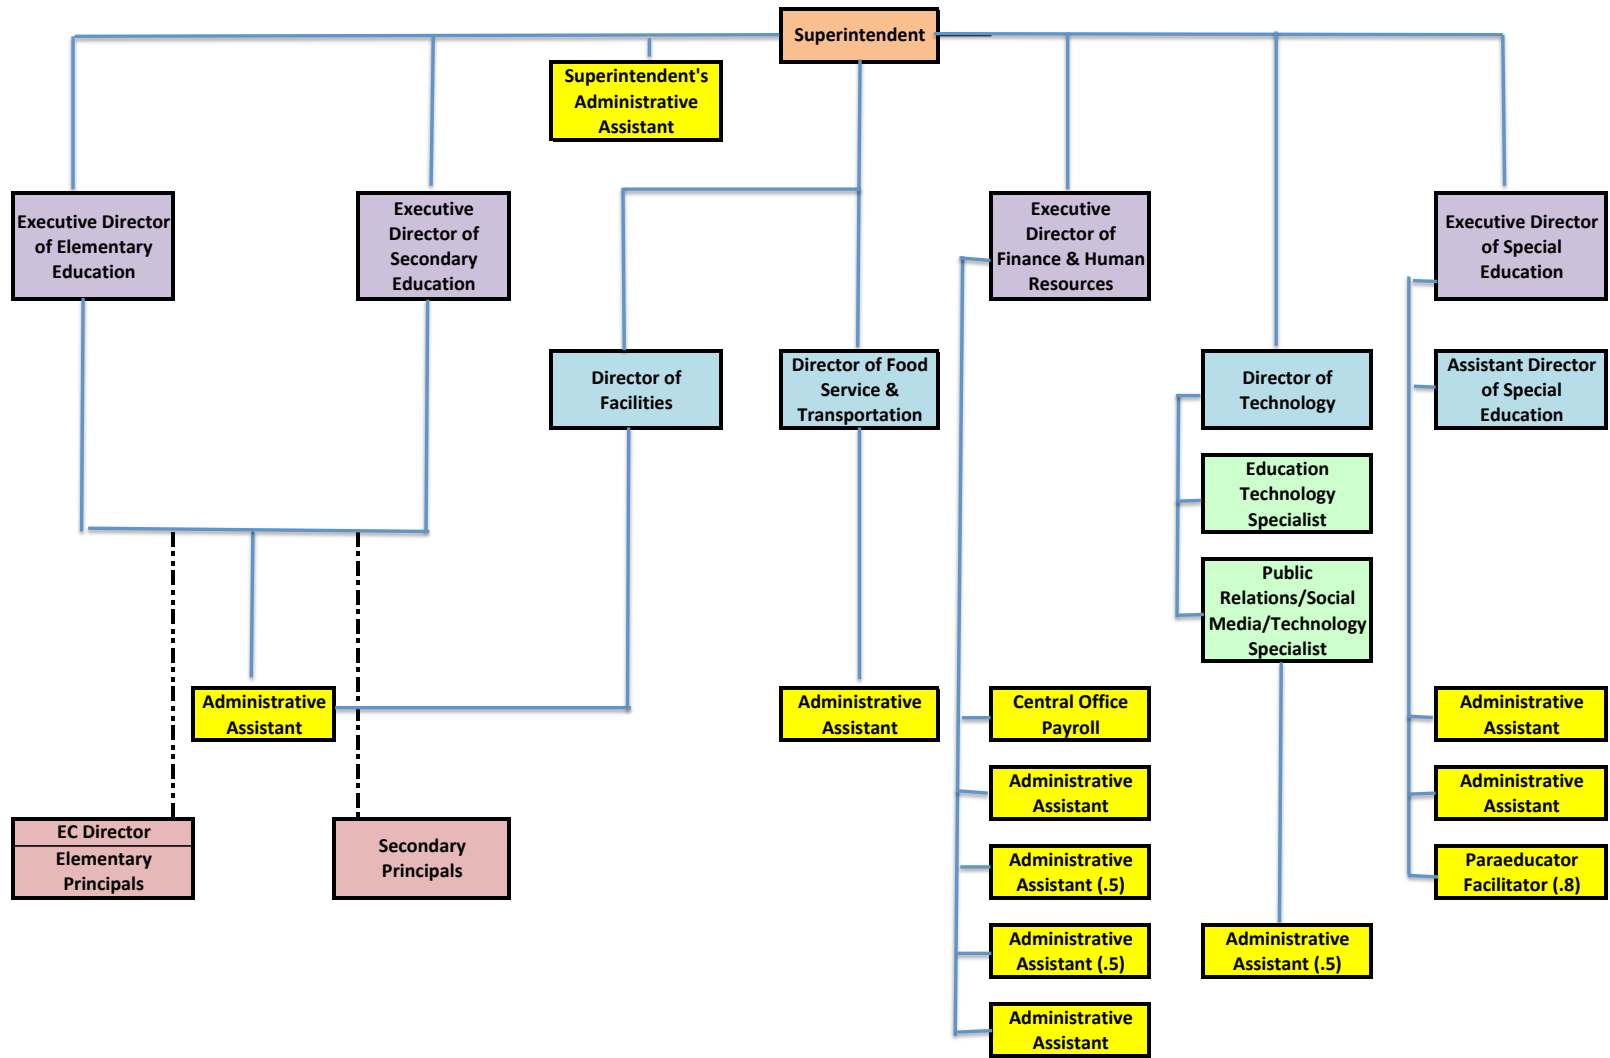 Superintendent
Superintendent's
Administrative
Assistant
Executive Director
of Elementary
Education
Executive
Director of
Secondary
Education
Executive
Director of
Finance & Human
Resources
Executive Director
of Special
Education
Director of
Facilities
Director of Food
Service &
Transportation
Director of
Technology
Assistant Director
of Special
Education
Education
Technology
Specialist
Public
Relations/Social
Media/Technology
Specialist
Administrative
Assistant
Administrative
Assistant
Central Office
Payroll
Administrative
Assistant
Administrative
Assistant
Administrative
Assistant
EC Director
Elementary
Principals
Secondary
Principals
Administrative
Assistant (.5)
Paraeducator
Facilitator (.8)
Administrative
Assistant (.5)
Administrative
Assistant (.5)
Administrative
Assistant